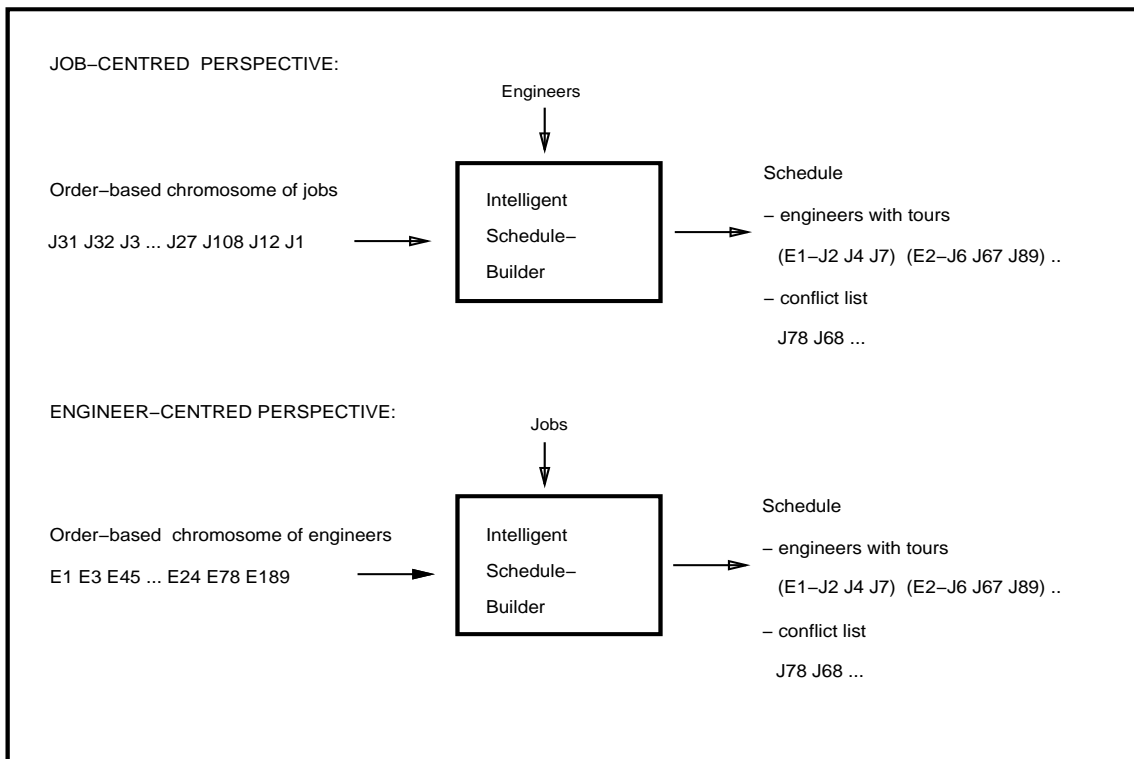 JOB–CENTRED PERSPECTIVE:
Engineers
Order–based chromosome of jobs
J31 J32 J3 ... J27 J108 J12 J1
Intelligent
Schedule–
Builder
Schedule
– engineers with tours
(E1–J2 J4 J7) (E2–J6 J67 J89) ..
– conflict list
J78 J68 ...
ENGINEER–CENTRED PERSPECTIVE:
Jobs
Order–based chromosome of engineers
E1 E3 E45 ... E24 E78 E189
Intelligent
Schedule–
Builder
Schedule
– engineers with tours
(E1–J2 J4 J7) (E2–J6 J67 J89) ..
– conflict list
J78 J68 ...